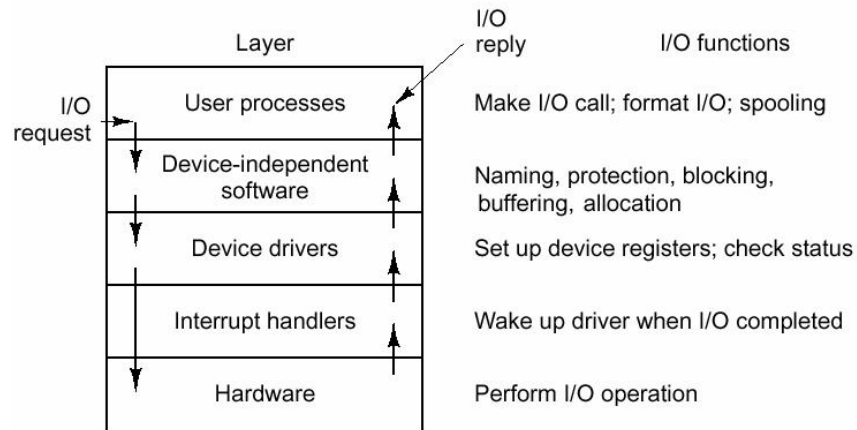 I/O
reply
Layer
I/O functions
I/O
request
User processes
Make I/O call; format I/O; spooling
Device-independent
software
Naming, protection, blocking,
buffering, allocation
Device drivers
Set up device registers; check status
Interrupt handlers
Wake up driver when I/O completed
Hardware
Perform I/O operation